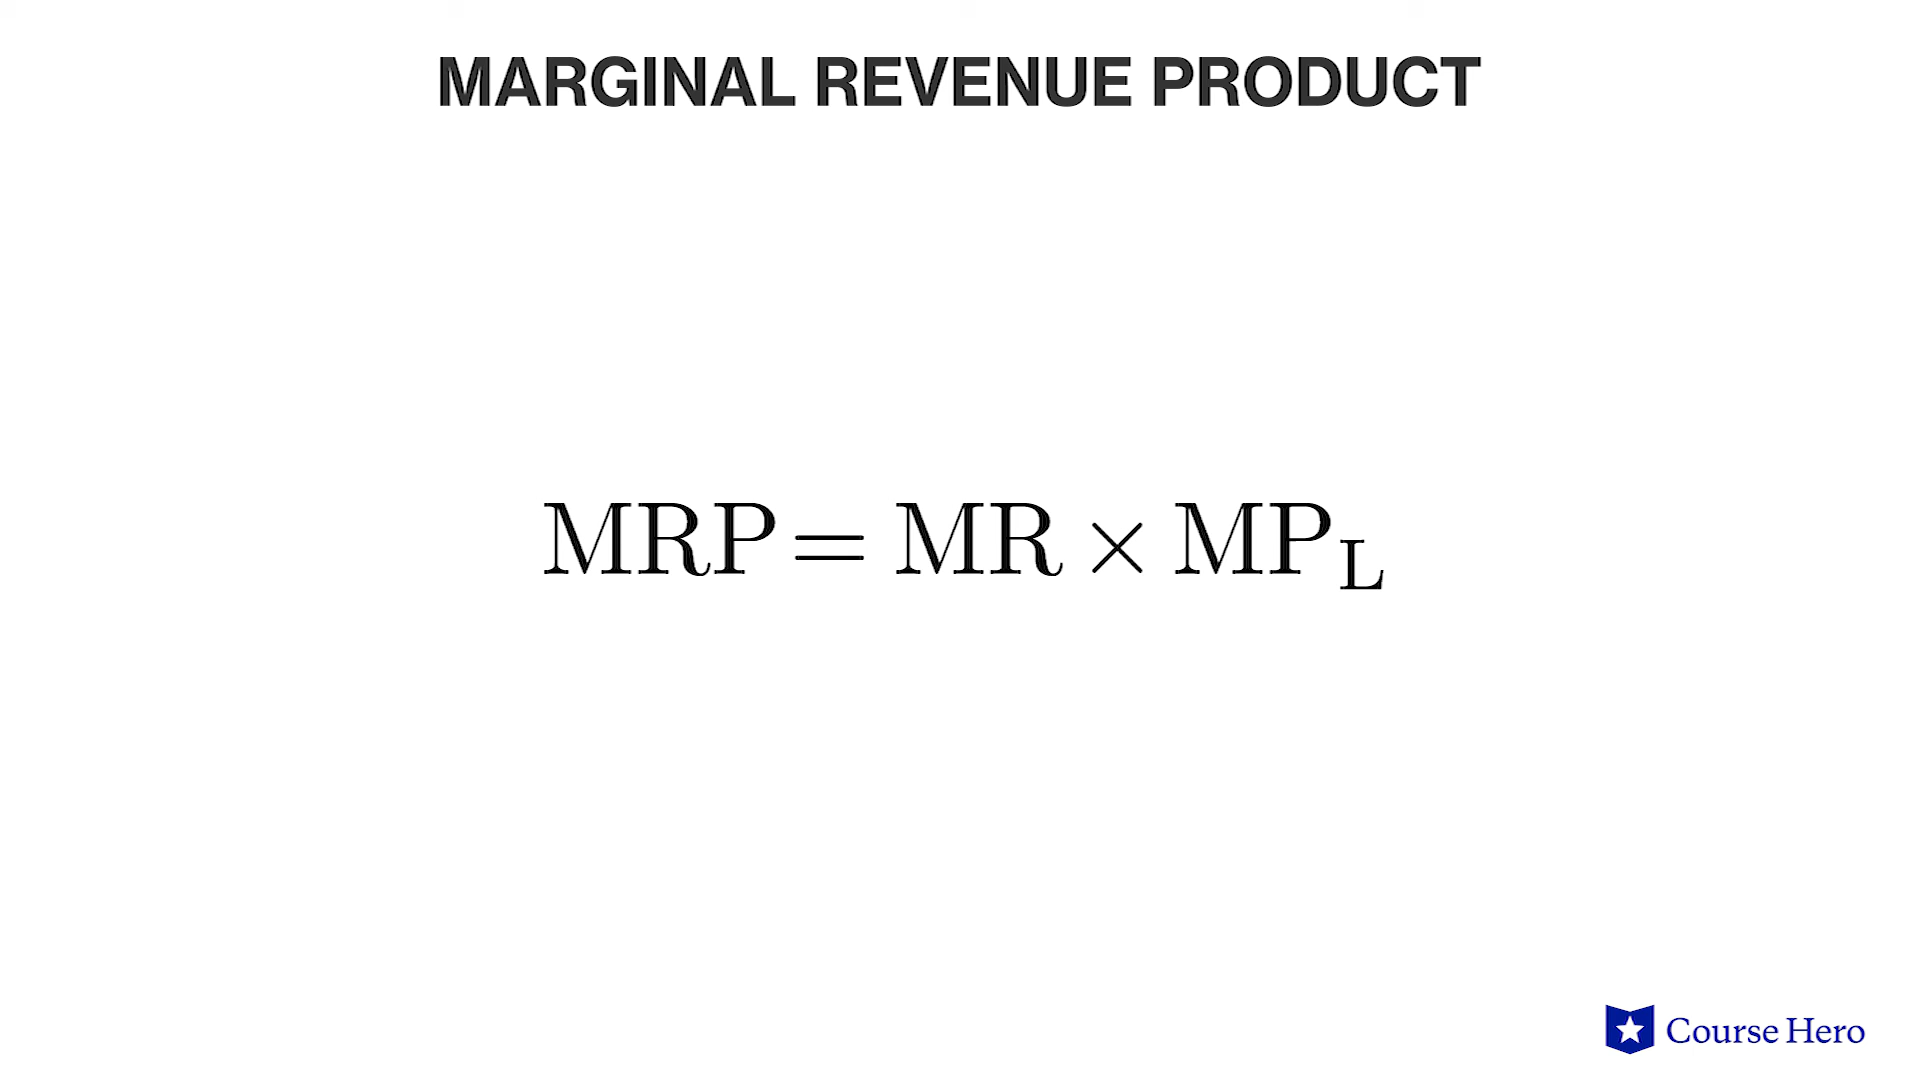 MARGINAL REVENUE PRODUCT
MRP = MR × MP_L
Course Hero